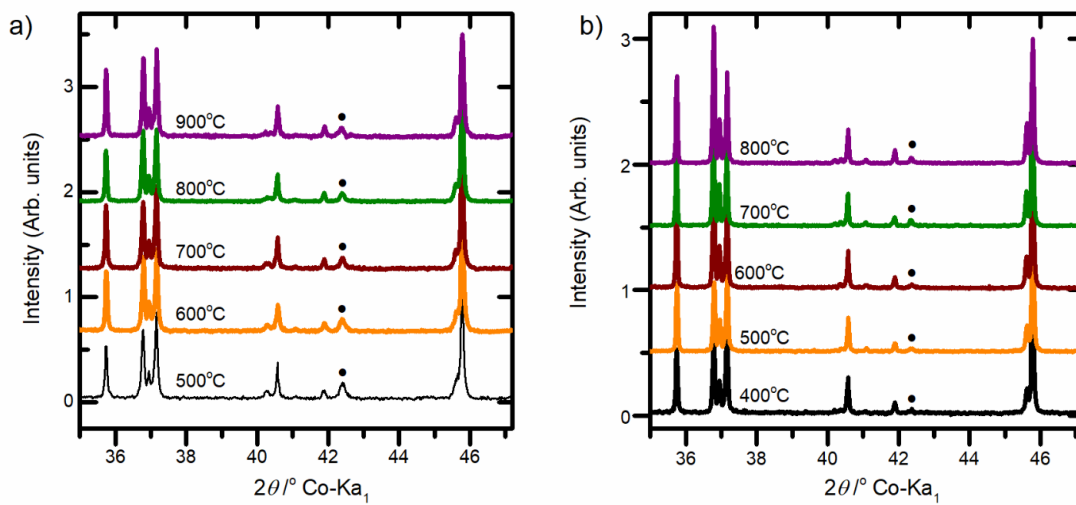 a)
Intensity (Arb. units)
3
2
1
0
900°C
800°C
700°C
600°C
500°C
36 38 40 42 44 46
2θ/° Co-Ka1
b)
Intensity (Arb. units)
3
2
1
0
800°C
700°C
600°C
500°C
400°C
36 38 40 42 44 46
2θ/° Co-Ka1